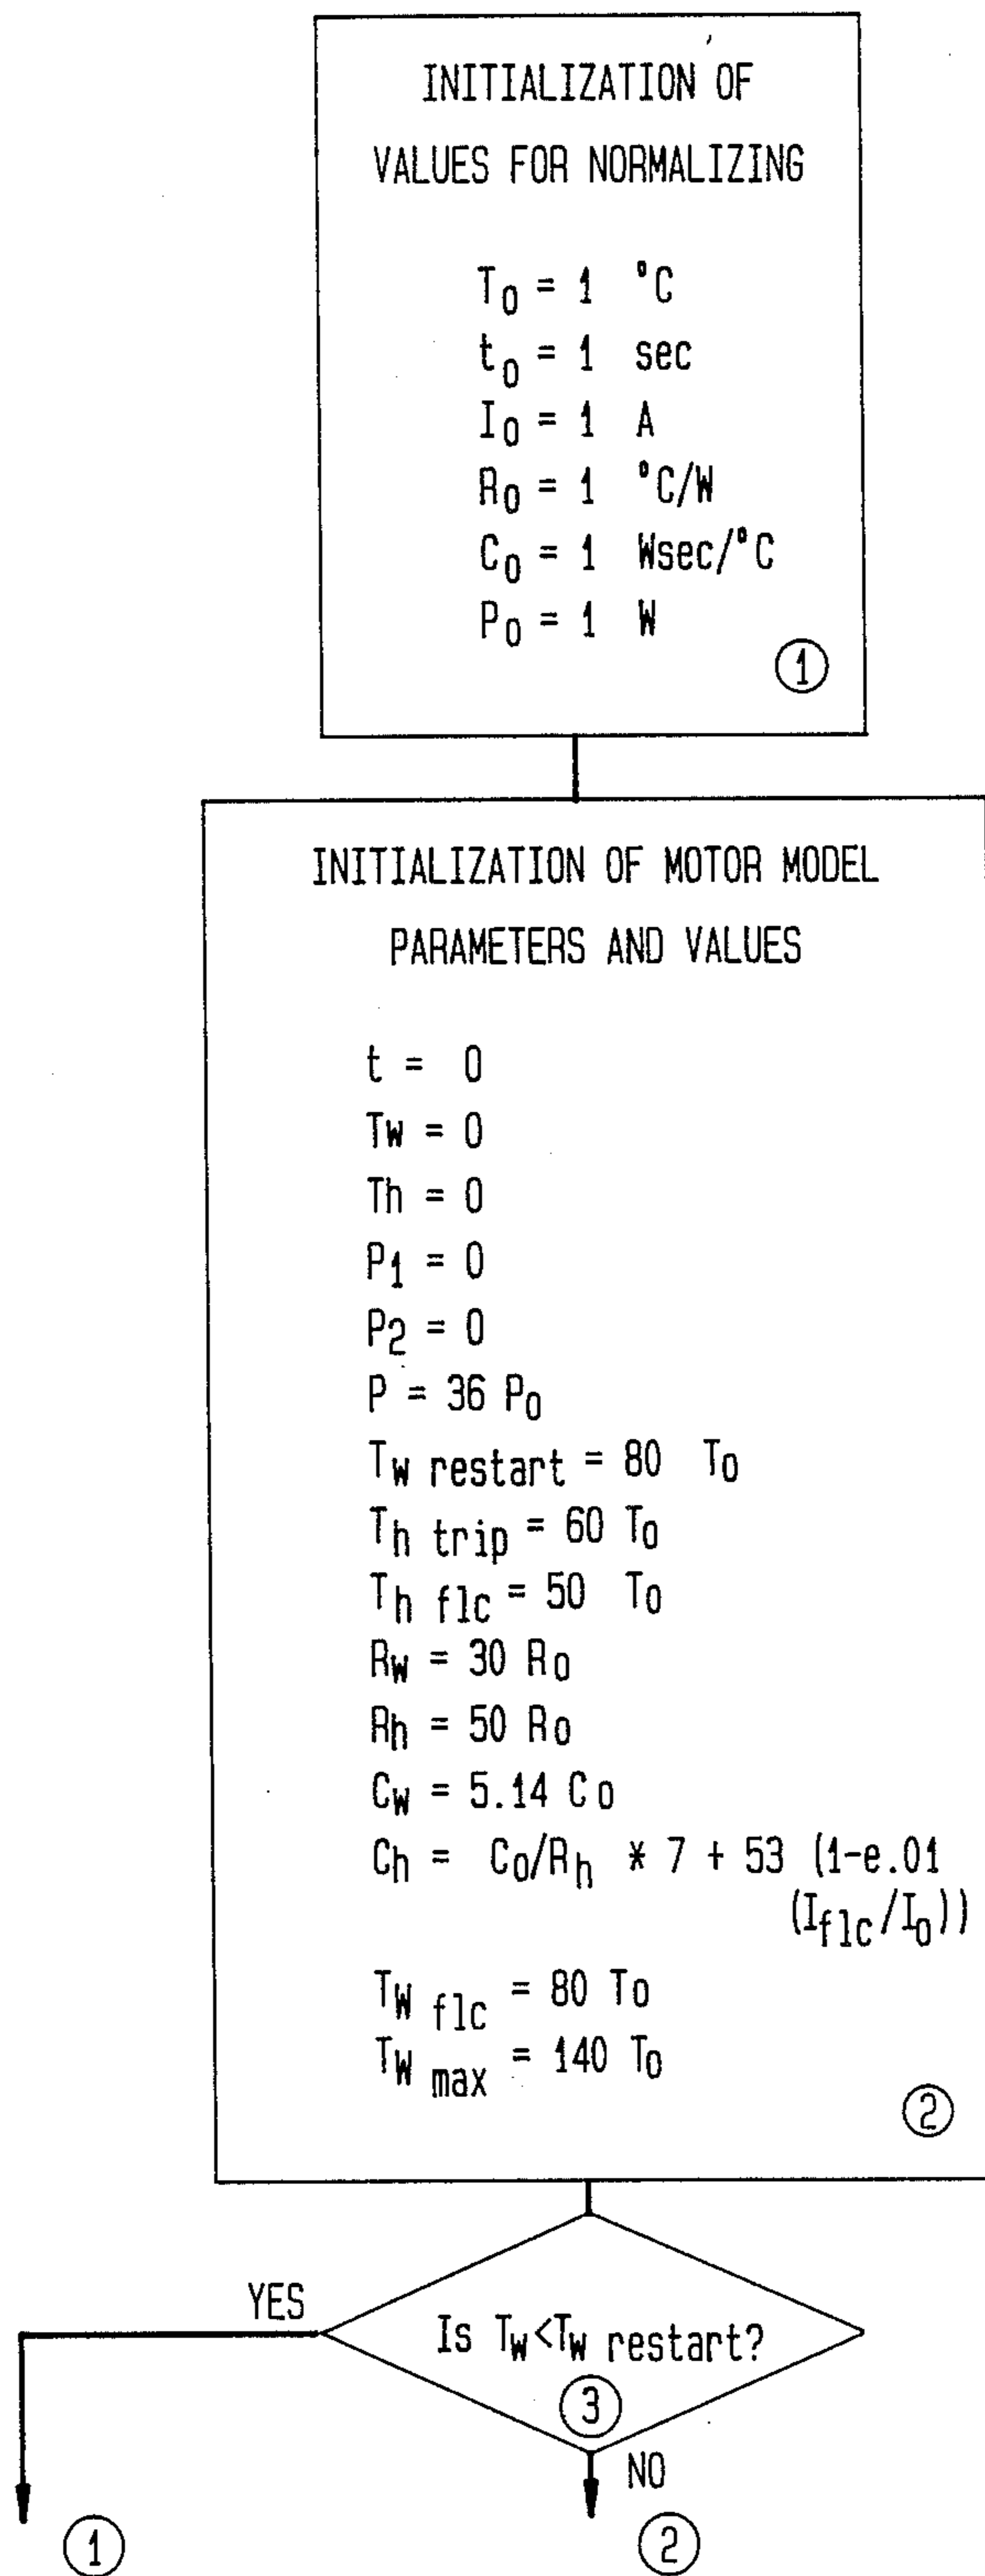 INITIALIZATION OF
VALUES FOR NORMALIZING
T0 = 1 °C
t0 = 1 sec
I0 = 1 A
R0 = 1 °C/W
C0 = 1 Wsec/°C
P0 = 1 W
1
INITIALIZATION OF MOTOR MODEL
PARAMETERS AND VALUES
t = 0
Tw = 0
Th = 0
P1 = 0
P2 = 0
P = 36 P0
Tw restart = 80 T0
Th trip = 60 T0
Th flc = 50 T0
Rw = 30 R0
Rh = 50 R0
Cw = 5.14 C0
Ch = C0/Rh * 7 + 53 (1-e.01
(Iflc/I0))
Tw flc = 80 T0
Tw max = 140 T0
2
YES
Is Tw<Tw restart?
3
NO
1
2